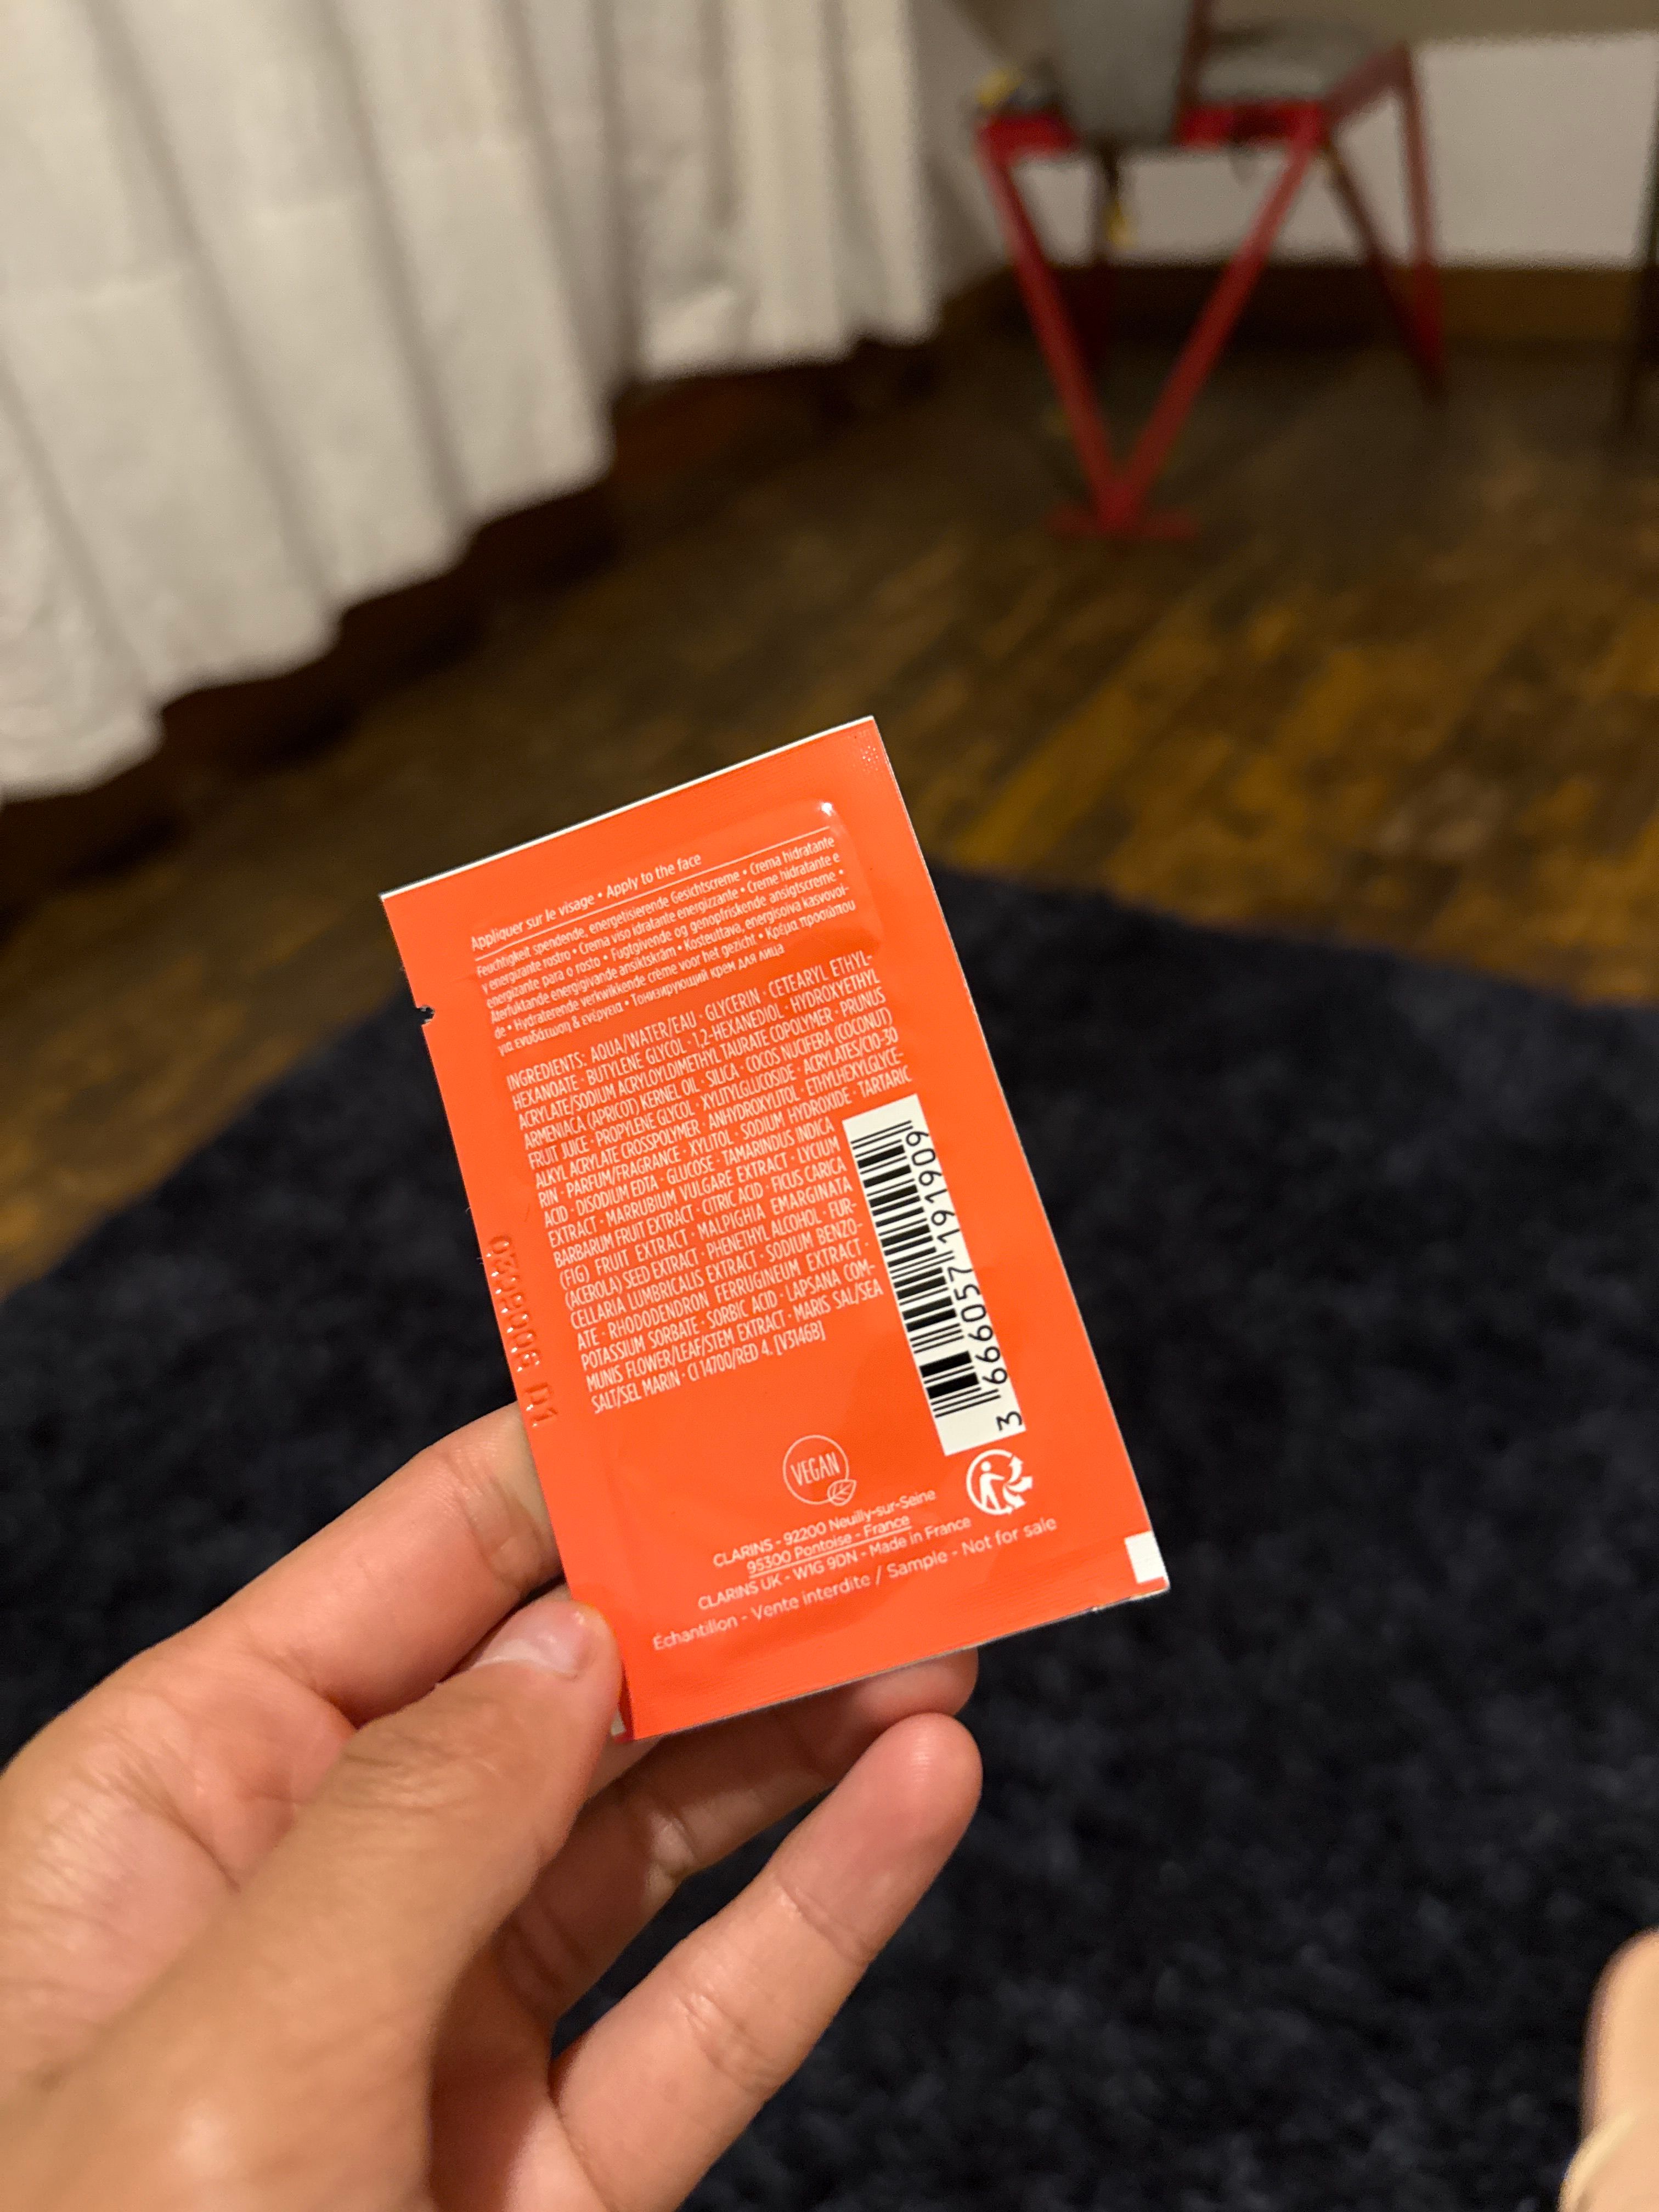 Appliquer sur le visage • Apply to the face
Feuchtigkeit spendende, energetisierende Gesichtscreme • Crema hidratante
y energizante rostro • Crema viso idratante energizzante • Creme hidratante e
energizante para o rosto • Fugtgivende og genopfriskende ansigtscreme •
Återfuktande energigivande ansiktskräm • Kosteuttava, energisoiva kasvovoi-
de • Hydraterende verkwikkende crème voor het gezicht • Κρέμα προσώπου
για ενυδάτωση & ενέργεια • Тонизирующий крем для лица
INGREDIENTS: AQUA/WATER/EAU · GLYCERIN · CETEARYL ETHYL-
HEXANOATE · BUTYLENE GLYCOL · 1,2-HEXANEDIOL · HYDROXYETHYL
ACRYLATE/SODIUM ACRYLOYLDIMETHYL TAURATE COPOLYMER · PRUNUS
ARMENIACA (APRICOT) KERNEL OIL · SILICA · COCOS NUCIFERA (COCONUT)
FRUIT JUICE · PROPYLENE GLYCOL · XYLITYLGLUCOSIDE · ACRYLATES/C10-30
ALKYL ACRYLATE CROSSPOLYMER · ANHYDROXYLITOL · ETHYLHEXYLGLYCE-
RIN · PARFUM/FRAGRANCE · XYLITOL · SODIUM HYDROXIDE · TARTARIC
ACID · DISODIUM EDTA · GLUCOSE · TAMARINDUS INDICA
EXTRACT · MARRUBIUM VULGARE EXTRACT · LYCIUM
BARBARUM FRUIT EXTRACT · CITRIC ACID · FICUS CARICA
(FIG) FRUIT EXTRACT · MALPIGHIA EMARGINATA
(ACEROLA) SEED EXTRACT · PHENETHYL ALCOHOL · FUR-
CELLARIA LUMBRICALIS EXTRACT · SODIUM BENZO-
ATE · RHODODENDRON FERRUGINEUM EXTRACT ·
POTASSIUM SORBATE · SORBIC ACID · LAPSANA COM-
MUNIS FLOWER/LEAF/STEM EXTRACT · MARIS SAL/SEA
SALT/SEL MARIN · CI 14700/RED 4. [V3146B]
3 666057 191909
VEGAN
CLARINS - 92200 Neuilly-sur-Seine
95300 Pontoise - France
CLARINS UK - W1G 9DN - Made in France
Échantillon - Vente interdite / Sample - Not for sale